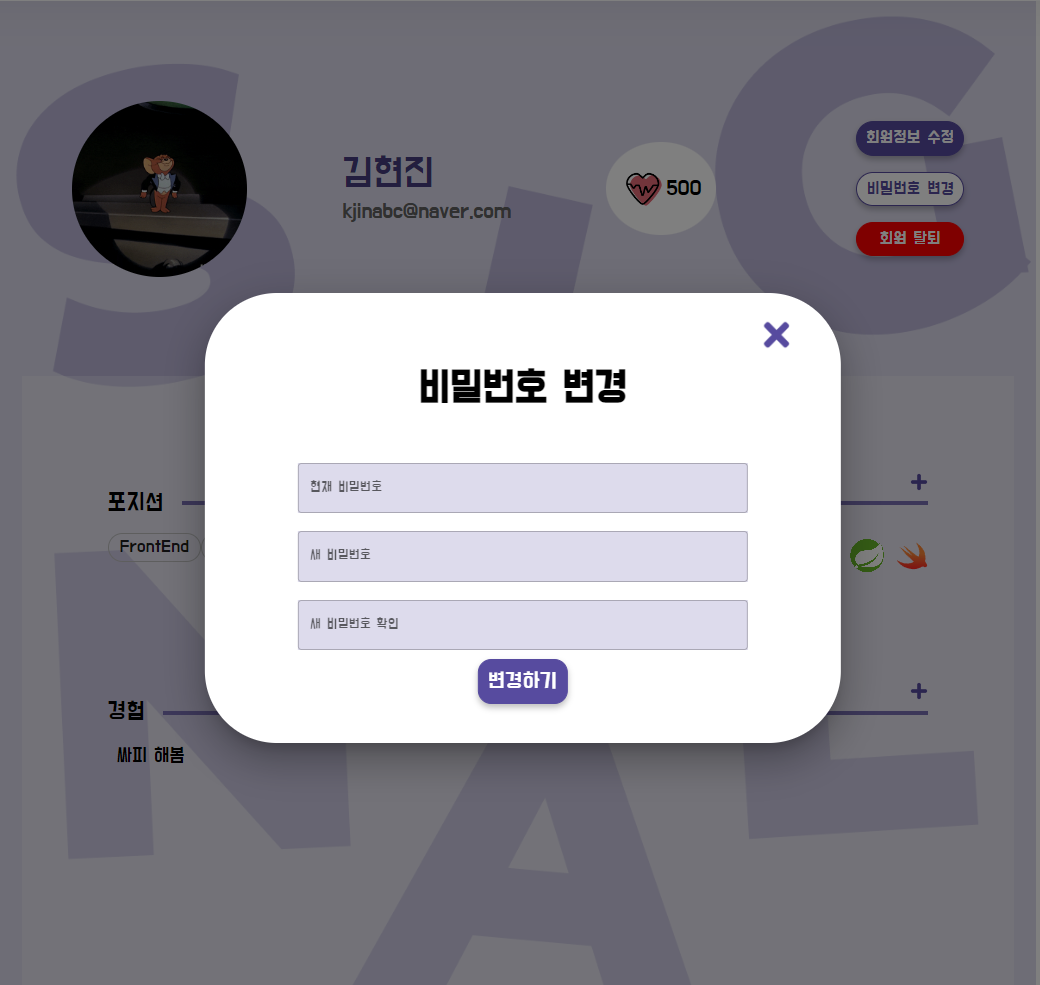 김현진
kjinabc@naver.com
500
회원정보 수정
비밀번호 변경
회원 탈퇴
비밀번호 변경
현재 비밀번호
새 비밀번호
새 비밀번호 확인
변경하기
포지션
FrontEnd
경험
싸피 해봄
S I G N A L